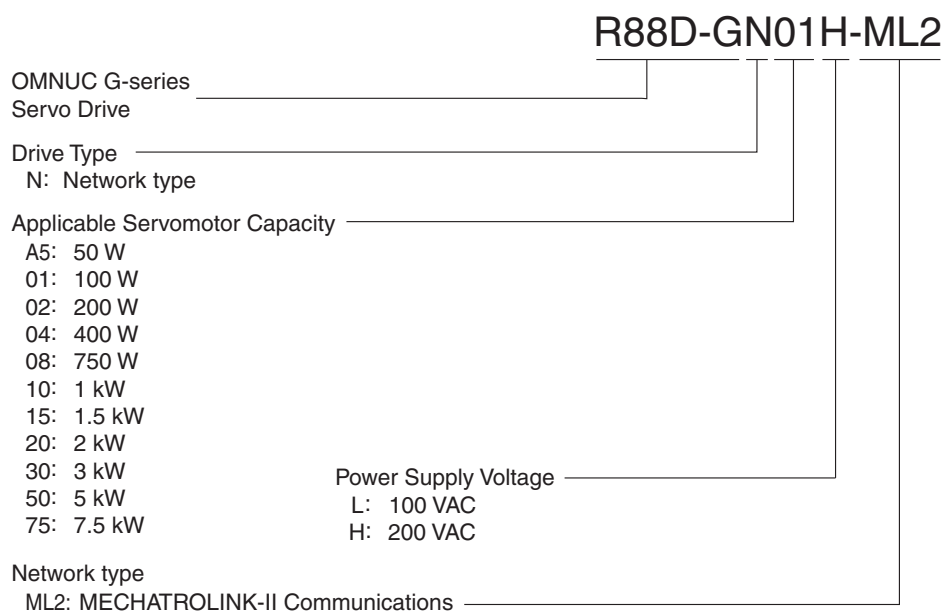 R88D-GN01H-ML2
OMNUC G-series
Servo Drive
Drive Type
N: Network type
Applicable Servomotor Capacity
A5: 50 W
01: 100 W
02: 200 W
04: 400 W
08: 750 W
10: 1 kW
15: 1.5 kW
20: 2 kW
30: 3 kW
50: 5 kW
75: 7.5 kW
Power Supply Voltage
L: 100 VAC
H: 200 VAC
Network type
ML2: MECHATROLINK-II Communications